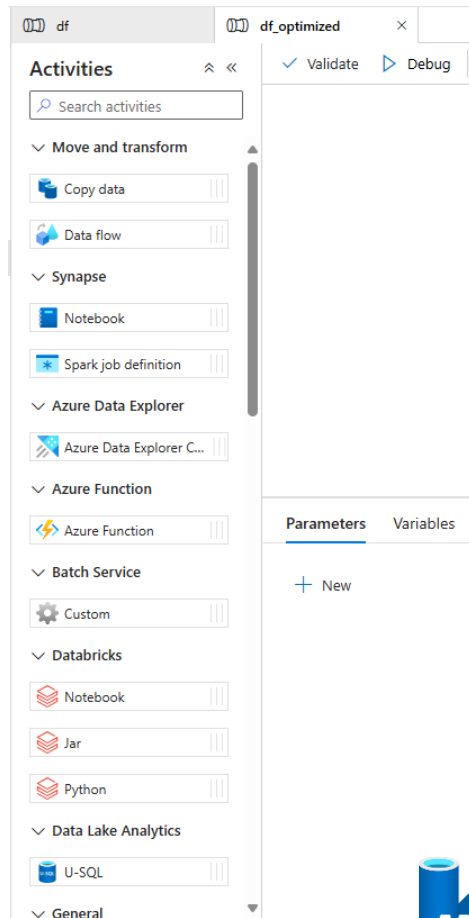 df
df_optimized
Activities
Validate
Debug
Search activities
Move and transform
Copy data
Data flow
Synapse
Notebook
Spark job definition
Azure Data Explorer
Azure Data Explorer C...
Azure Function
Azure Function
Batch Service
Custom
Databricks
Notebook
Jar
Python
Data Lake Analytics
U-SQL
General
Parameters
Variables
New